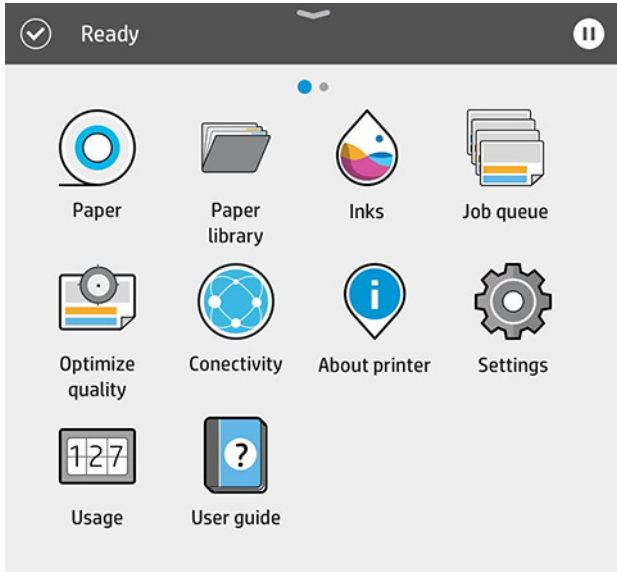 Ready
Paper
Paper
library
Inks
Job queue
Optimize
quality
Conectivity
About printer
Settings
127
Usage
?
User guide